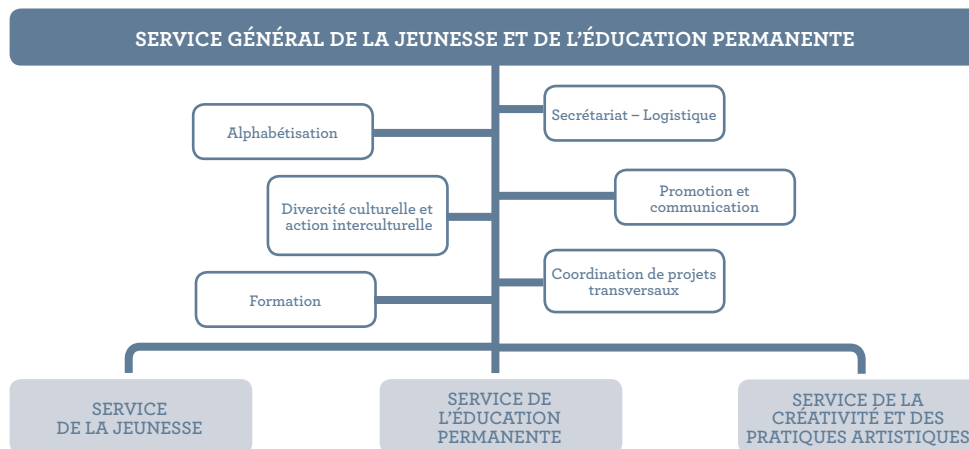 SERVICE GÉNÉRAL DE LA JEUNESSE ET DE L’ÉDUCATION PERMANENTE
Secrétariat – Logistique
Alphabétisation
Promotion et
communication
Divercité culturelle et
action interculturelle
Coordination de projets
transversaux
Formation
SERVICE
DE LA JEUNESSE
SERVICE DE
L’ÉDUCATION
PERMANENTE
SERVICE DE LA
CRÉATIVITÉ ET DES
PRATIQUES ARTISTIQUES